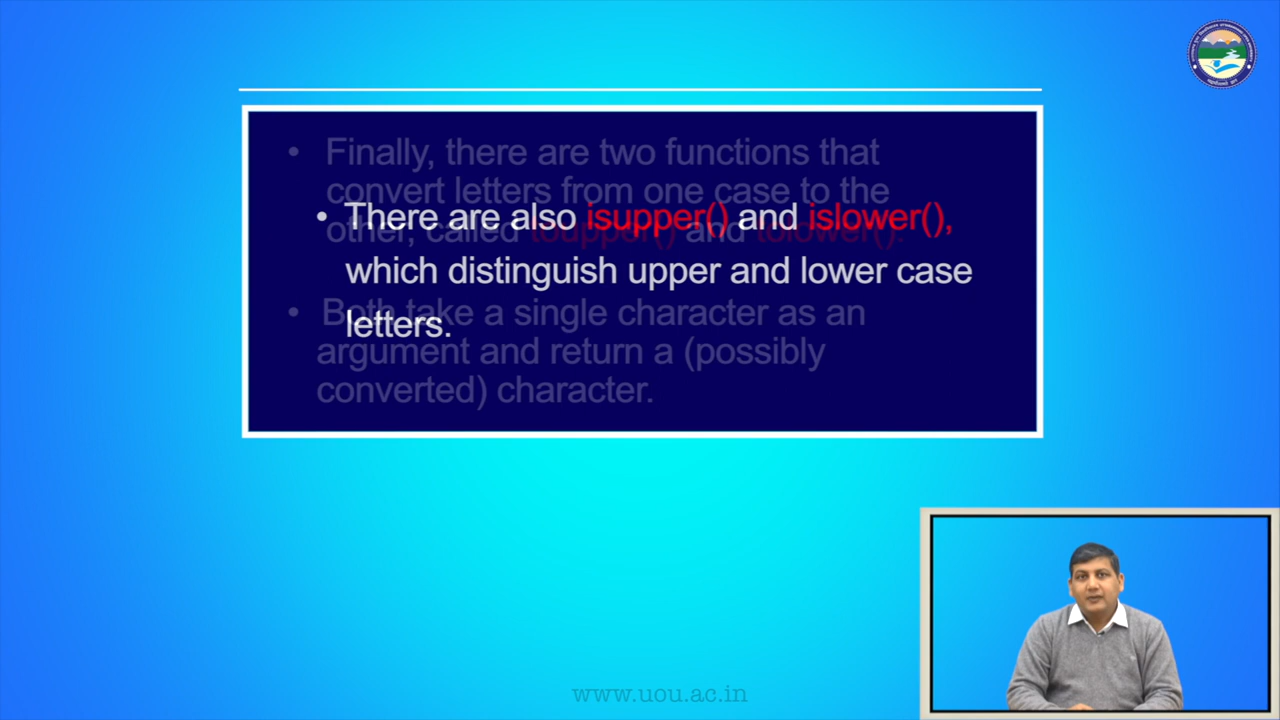 • There are also isupper() and islower(),
which distinguish upper and lower case
letters.
• Finally, there are two functions that
convert letters from one case to the
other, called toupper() and tolower().
• Both take a single character as an
argument and return a (possibly
converted) character.
www.uou.ac.in